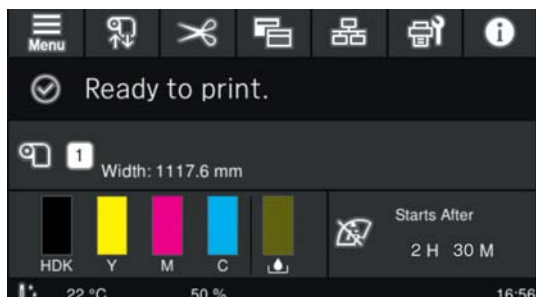 Menu
Ready to print.
1
Width: 1117.6 mm
HDK Y M C
Starts After
2 H 30 M
22 °C 50 % 16:56